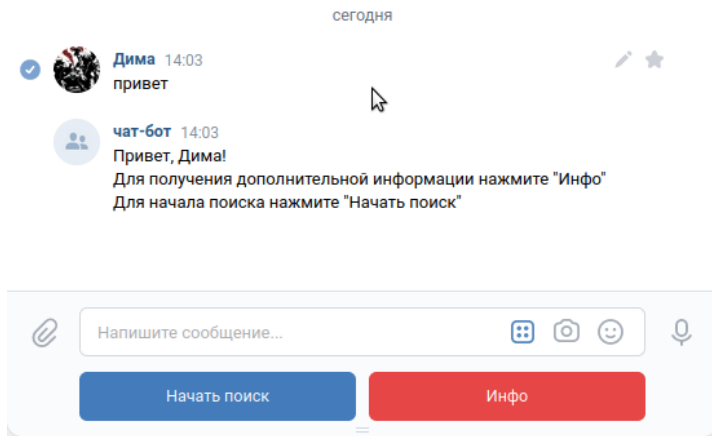 сегодня
Дима 14:03
привет
чат-бот 14:03
Привет, Дима!
Для получения дополнительной информации нажмите "Инфо"
Для начала поиска нажмите "Начать поиск"
Напишите сообщение...
Начать поиск
Инфо